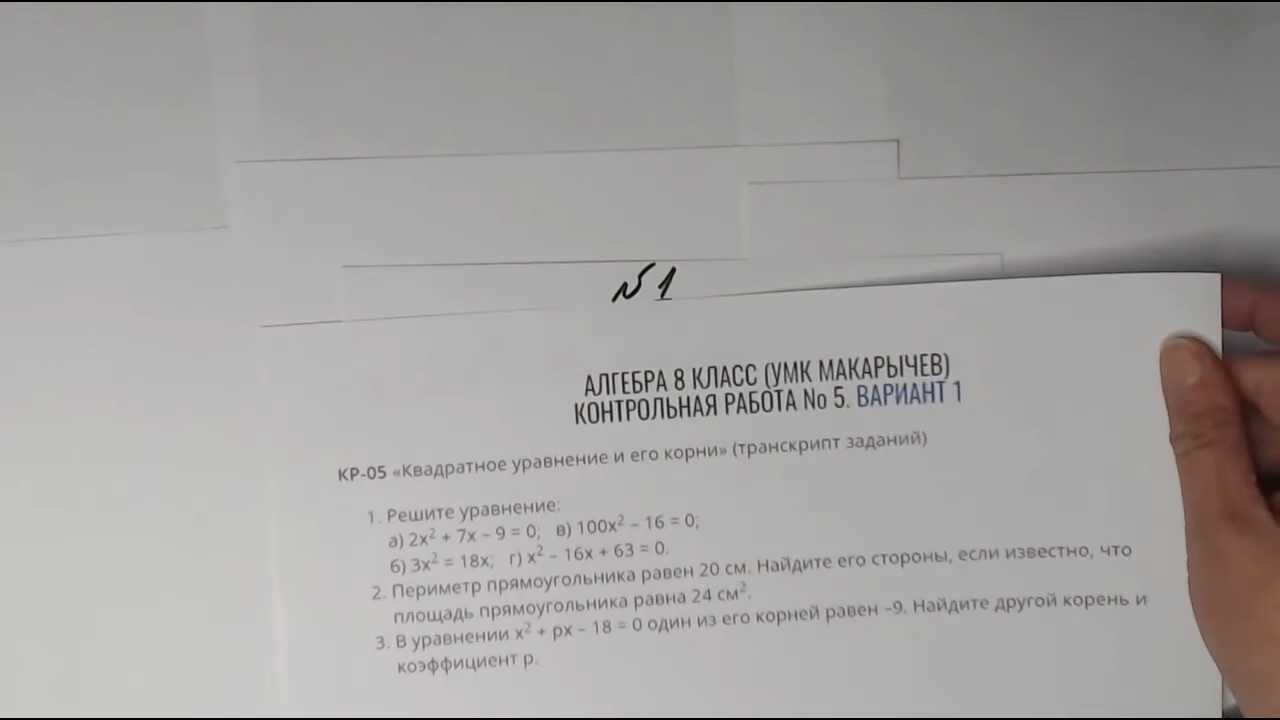 № 1
АЛГЕБРА 8 КЛАСС (УМК МАКАРЫЧЕВ)
КОНТРОЛЬНАЯ РАБОТА № 5. ВАРИАНТ 1
КР-05 «Квадратное уравнение и его корни» (транскрипт заданий)
1. Решите уравнение:
а) 2x² + 7x – 9 = 0; в) 100x² – 16 = 0;
б) 3x² = 18x; г) x² – 16x + 63 = 0.
2. Периметр прямоугольника равен 20 см. Найдите его стороны, если известно, что
площадь прямоугольника равна 24 см².
3. В уравнении x² + px – 18 = 0 один из его корней равен –9. Найдите другой корень и
коэффициент p.